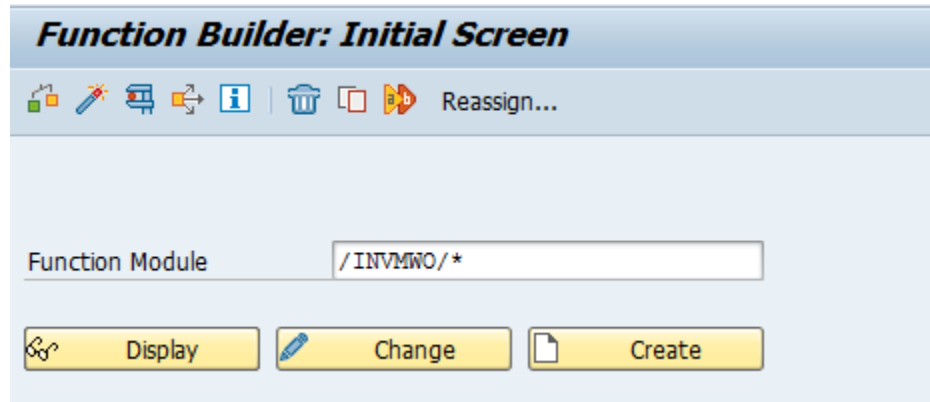 Function Builder: Initial Screen
Reassign...
Function Module /INVMWO/*
Display Change Create